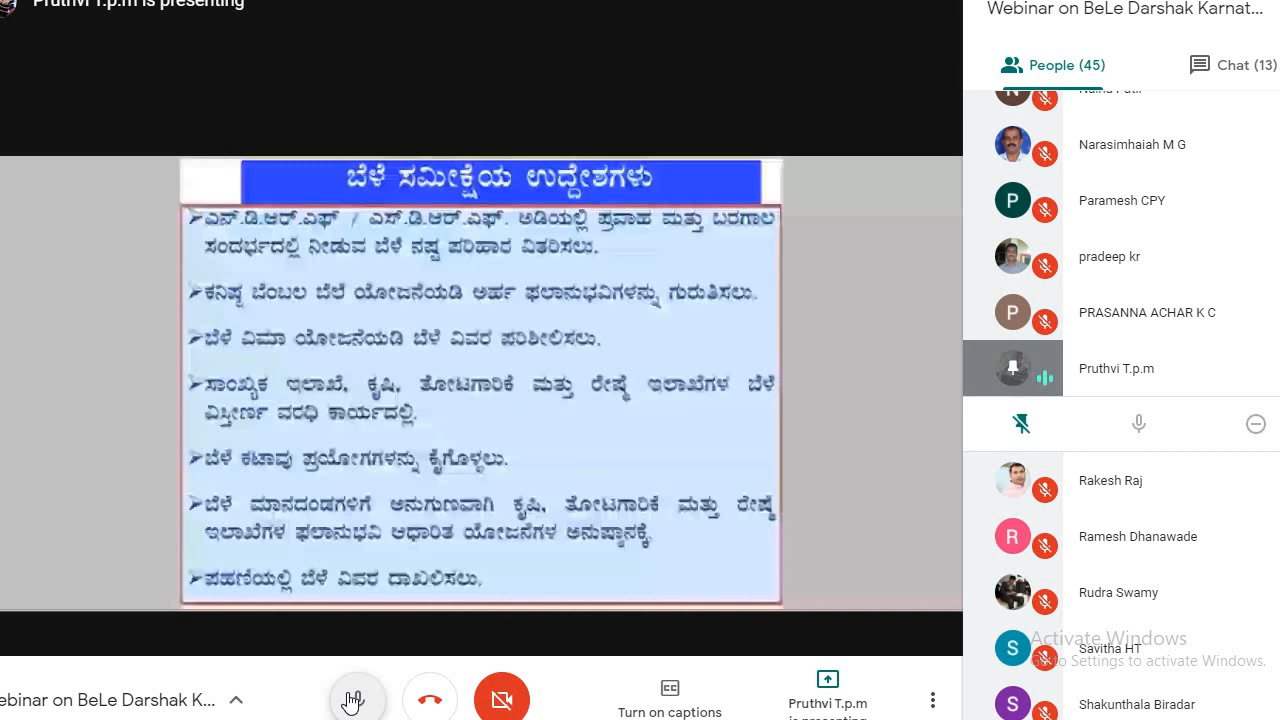 Pruthvi T.p.m is presenting
Webinar on BeLe Darshak Karnat...
People (45)
Chat (13)
ಬೆಳೆ ಸಮೀಕ್ಷೆಯ ಉದ್ದೇಶಗಳು
➢ಎನ್.ಡಿ.ಆರ್.ಎಫ್ / ಎಸ್.ಡಿ.ಆರ್.ಎಫ್. ಅಡಿಯಲ್ಲಿ ಪ್ರವಾಹ ಮತ್ತು ಬರಗಾಲ
ಸಂದರ್ಭದಲ್ಲಿ ನೀಡುವ ಬೆಳೆ ನಷ್ಟ ಪರಿಹಾರ ವಿತರಿಸಲು.
➢ಕನಿಷ್ಠ ಬೆಂಬಲ ಬೆಲೆ ಯೋಜನೆಯಡಿ ಅರ್ಹ ಫಲಾನುಭವಿಗಳನ್ನು ಗುರುತಿಸಲು.
➢ಬೆಳೆ ವಿಮಾ ಯೋಜನೆಯಡಿ ಬೆಳೆ ವಿವರ ಪರಿಶೀಲಿಸಲು.
➢ಸಾಂಖ್ಯಿಕ ಇಲಾಖೆ, ಕೃಷಿ, ತೋಟಗಾರಿಕೆ ಮತ್ತು ರೇಷ್ಮೆ ಇಲಾಖೆಗಳ ಬೆಳೆ
ವಿಸ್ತೀರ್ಣ ವರಧಿ ಕಾರ್ಯದಲ್ಲಿ.
➢ಬೆಳೆ ಕಟಾವು ಪ್ರಯೋಗಗಳನ್ನು ಕೈಗೊಳ್ಳಲು.
➢ಬೆಳೆ ಮಾನದಂಡಗಳಿಗೆ ಅನುಗುಣವಾಗಿ ಕೃಷಿ, ತೋಟಗಾರಿಕೆ ಮತ್ತು ರೇಷ್ಮೆ
ಇಲಾಖೆಗಳ ಫಲಾನುಭವಿ ಆಧಾರಿತ ಯೋಜನೆಗಳ ಅನುಷ್ಠಾನಕ್ಕೆ.
➢ಪಹಣಿಯಲ್ಲಿ ಬೆಳೆ ವಿವರ ದಾಖಲಿಸಲು.
Narasimhaiah M G
P
Paramesh CPY
pradeep kr
P
PRASANNA ACHAR K C
Pruthvi T.p.m
Rakesh Raj
R
Ramesh Dhanawade
Rudra Swamy
S
Savitha HT
Activate Windows
Go to Settings to activate Windows.
S
Shakunthala Biradar
ebinar on BeLe Darshak K...
Turn on captions
Pruthvi T.p.m
is presenting